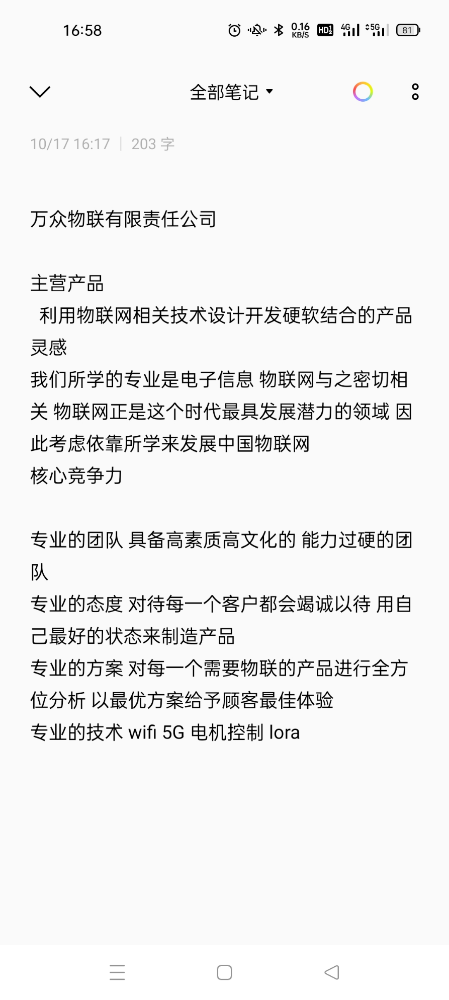 16:58
0.16
KB/S
HD 1 2
4G
5G
81
全部笔记
10/17 16:17 | 203 字
万众物联有限责任公司
主营产品
利用物联网相关技术设计开发硬软结合的产品
灵感
我们所学的专业是电子信息 物联网与之密切相
关 物联网正是这个时代最具发展潜力的领域 因
此考虑依靠所学来发展中国物联网
核心竞争力
专业的团队 具备高素质高文化的 能力过硬的团
队
专业的态度 对待每一个客户都会竭诚以待 用自
己最好的状态来制造产品
专业的方案 对每一个需要物联的产品进行全方
位分析 以最优方案给予顾客最佳体验
专业的技术 wifi 5G 电机控制 lora